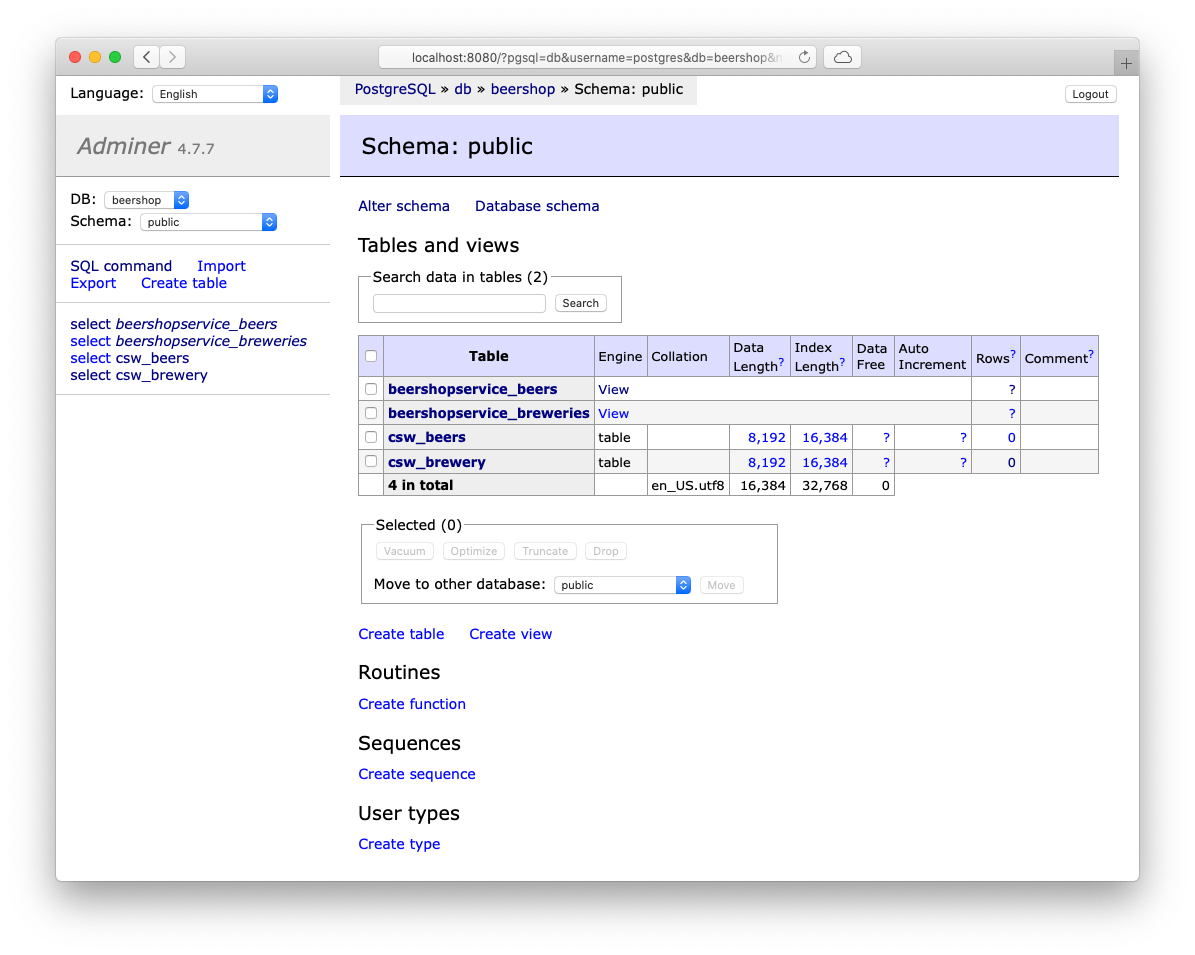 localhost:8080/?pgsql=db&username=postgres&db=beershop&n
Language: English
PostgreSQL » db » beershop » Schema: public
Logout
Adminer 4.7.7
Schema: public
DB: beershop
Schema: public
SQL command Import
Export Create table
select beershopservice_beers
select beershopservice_breweries
select csw_beers
select csw_brewery
Alter schema Database schema
Tables and views
Search data in tables (2)
Search
Table Engine Collation Data Length? Index Length? Data Free Auto Increment Rows? Comment?
beershopservice_beers View ?
beershopservice_breweries View ?
csw_beers table 8,192 16,384 ? ? 0
csw_brewery table 8,192 16,384 ? ? 0
4 in total en_US.utf8 16,384 32,768 0
Selected (0)
Vacuum Optimize Truncate Drop
Move to other database: public Move
Create table Create view
Routines
Create function
Sequences
Create sequence
User types
Create type